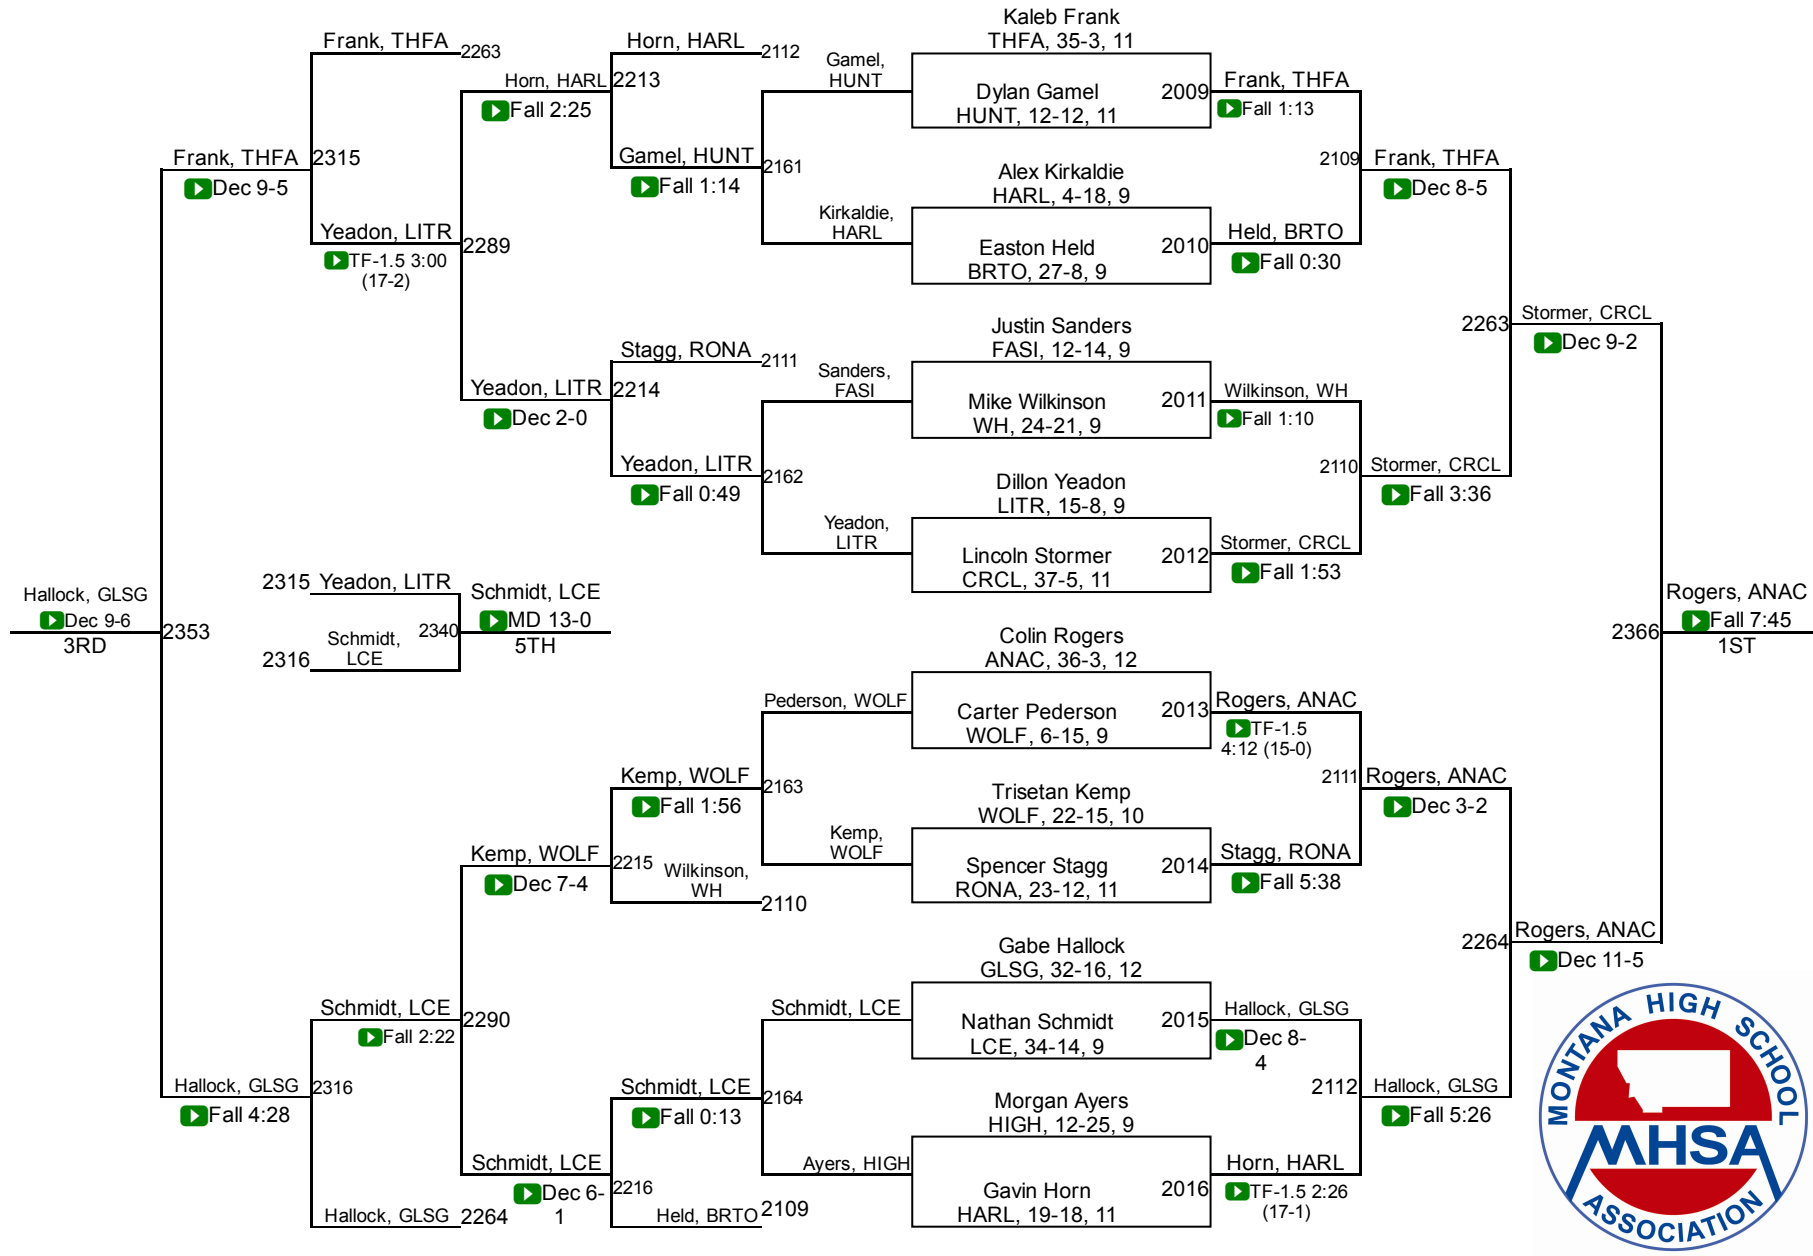 Kaleb Frank
THFA, 35-3, 11
Frank, THFA
2263
Horn, HARL
2112
Gamel,
HUNT
Horn, HARL
2213
Fall 2:25
Dylan Gamel
HUNT, 12-12, 11
2009
Frank, THFA
Fall 1:13
Frank, THFA
2315
Dec 9-5
Gamel, HUNT
2161
Fall 1:14
Alex Kirkaldie
HARL, 4-18, 9
2109
Frank, THFA
Dec 8-5
Yeadon, LITR
2289
TF-1.5 3:00
(17-2)
Kirkaldie,
HARL
Easton Held
BRTO, 27-8, 9
2010
Held, BRTO
Fall 0:30
Justin Sanders
FASI, 12-14, 9
2263
Stormer, CRCL
Dec 9-2
Stagg, RONA
2111
Sanders,
FASI
Yeadon, LITR
2214
Dec 2-0
Mike Wilkinson
WH, 24-21, 9
2011
Wilkinson, WH
Fall 1:10
Yeadon, LITR
2162
Fall 0:49
Dillon Yeadon
LITR, 15-8, 9
2110
Stormer, CRCL
Fall 3:36
Yeadon,
LITR
Lincoln Stormer
CRCL, 37-5, 11
2012
Stormer, CRCL
Fall 1:53
Hallock, GLSG
Dec 9-6
3RD
2353
2315
Yeadon, LITR
2316
Schmidt,
LCE
2340
Schmidt, LCE
MD 13-0
5TH
Colin Rogers
ANAC, 36-3, 12
2366
Rogers, ANAC
Fall 7:45
1ST
Pederson, WOLF
Carter Pederson
WOLF, 6-15, 9
2013
Rogers, ANAC
TF-1.5
4:12 (15-0)
Kemp, WOLF
2163
Fall 1:56
Trisetan Kemp
WOLF, 22-15, 10
2111
Rogers, ANAC
Dec 3-2
Kemp, WOLF
2215
Dec 7-4
Wilkinson,
WH
2110
Kemp,
WOLF
Spencer Stagg
RONA, 23-12, 11
2014
Stagg, RONA
Fall 5:38
Gabe Hallock
GLSG, 32-16, 12
2264
Rogers, ANAC
Dec 11-5
Schmidt, LCE
2290
Fall 2:22
Schmidt, LCE
Nathan Schmidt
LCE, 34-14, 9
2015
Hallock, GLSG
Dec 8-
4
Hallock, GLSG
2316
Fall 4:28
Schmidt, LCE
2164
Fall 0:13
Morgan Ayers
HIGH, 12-25, 9
2112
Hallock, GLSG
Fall 5:26
Schmidt, LCE
2216
Dec 6-
1
Ayers, HIGH
Gavin Horn
HARL, 19-18, 11
2016
Horn, HARL
TF-1.5 2:26
(17-1)
Hallock, GLSG
2264
Held, BRTO
2109
MONTANA HIGH SCHOOL
MHSA
ASSOCIATION